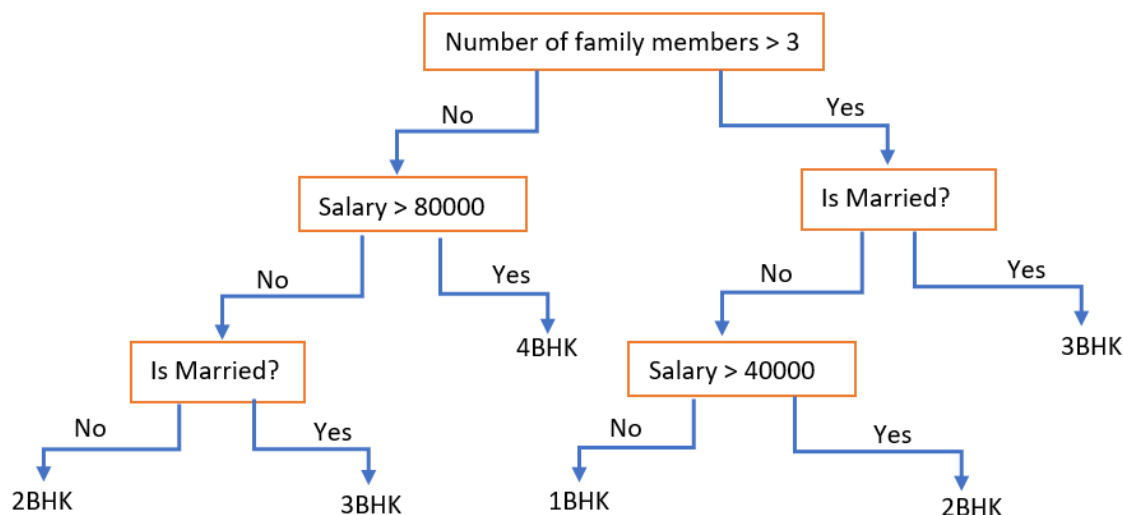 Number of family members > 3
No
Yes
Salary > 80000
Is Married?
No
Yes
No
Yes
4BHK
3BHK
Is Married?
Salary > 40000
No
Yes
No
Yes
2BHK
3BHK
1BHK
2BHK